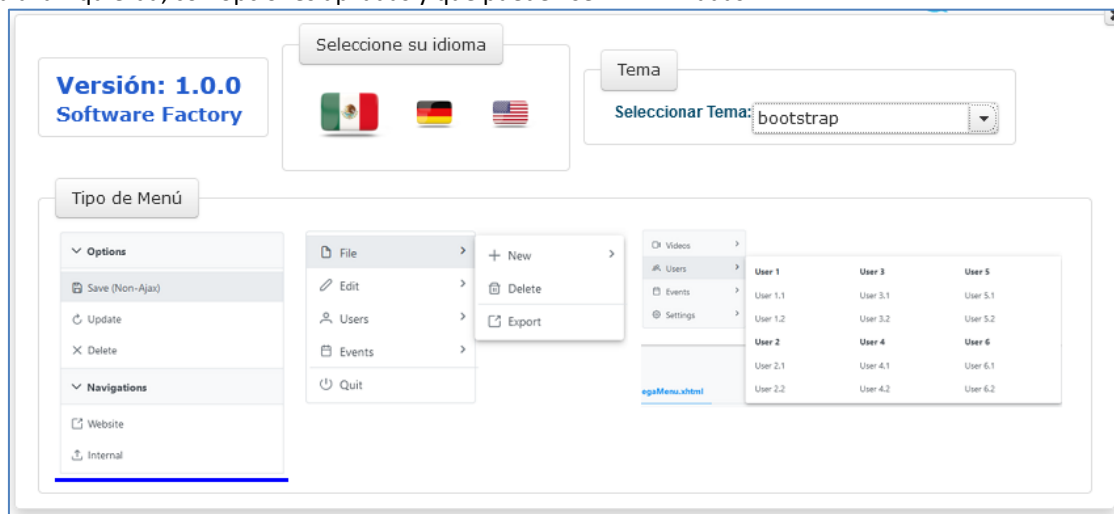 Seleccione su idioma
Versión: 1.0.0
Software Factory
Tema
Seleccionar Tema:
bootstrap
Tipo de Menú
Options
Save (Non-Ajax)
Update
Delete
Navigations
Website
Internal
File
Edit
Users
Events
Quit
New
Delete
Export
Videos
Users
Events
Settings
egaMenu.xhtml
User 1 User 3 User 5
User 1.1 User 3.1 User 5.1
User 1.2 User 3.2 User 5.2
User 2 User 4 User 6
User 2.1 User 4.1 User 6.1
User 2.2 User 4.2 User 6.2